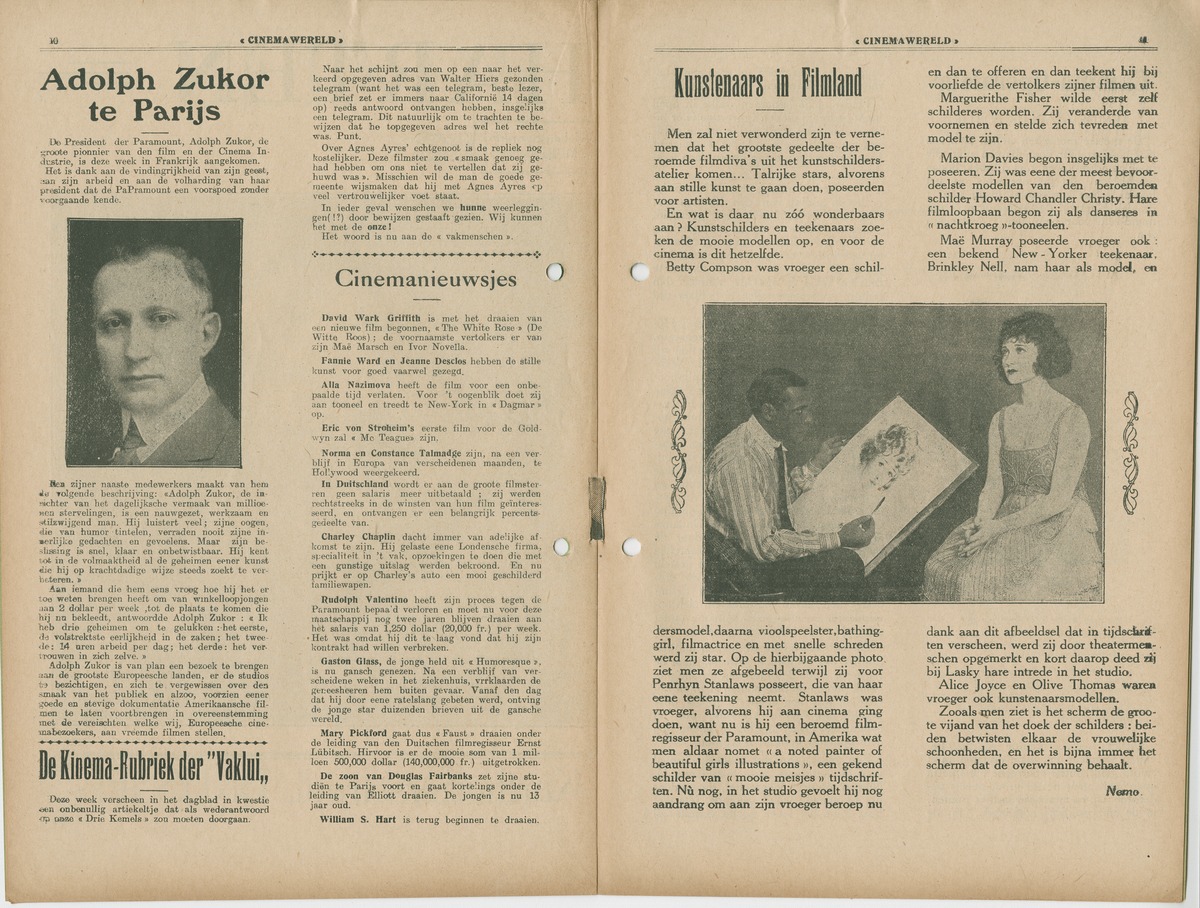 10
« CINEMAWERELD »
Adolph Zukor
te Parijs
De President der Paramount, Adolph Zukor, de
groote pionnier van den film en der Cinema In-
dustrie, is deze week in Frankrijk aangekomen.
Het is dank aan de vindingrijkheid van zijn geest,
aan zijn arbeid en aan de volharding van haar
president dat de PaPramount een voorspoed zonder
voorgaande kende.
Een zijner naaste medewerkers maakt van hem
de volgende beschrijving: «Adolph Zukor, de in-
richter van het dagelijksche vermaak van millioe-
nen stervelingen, is een nauwgezet, werkzaam en
stilzwijgend man. Hij luistert veel; zijne oogen,
die van humor tintelen, verraden nooit zijne in-
nerlijke gedachten en gevoelens. Maar zijn be-
slissing is snel, klaar en onbetwistbaar. Hij kent
tot in de volmaaktheid al de geheimen eener kunst
die hij op krachtdadige wijze steeds zoekt te ver-
beteren. »
Aan iemand die hem eens vroeg hoe hij het er
toe weten brengen heeft om van winkelloopjongen
aan 2 dollar per week ,tot de plaats te komen die
hij nu bekleedt, antwoordde Adolph Zukor : « Ik
heb drie geheimen om te gelukken : het eerste,
de volstrektste eerlijkheid in de zaken; het twee-
de: 14 uren arbeid per dag; het derde: het ver-
trouwen in zich zelve. »
Adolph Zukor is van plan een bezoek te brengen
aan de grootste Europeesche landen, er de studios
te bezichtigen, en zich te vergewissen over den
smaak van het publiek en alzoo, voorzien eener
goede en stevige dokumentatie Amerikaansche fil-
men te laten voortbrengen in overeenstemming
met de vereischten welke wij, Europeesche cine-
mabezoekers, aan vreemde filmen stellen.
De Kinema-Rubriek der "Vaklui„
Deze week verscheen in het dagblad in kwestie
een onbenullig artiekeltje dat als wederantwoord
op onze « Drie Kemels » zou moeten doorgaan.
Naar het schijnt zou men op een naar het ver-
keerd opgegeven adres van Walter Hiers gezonden
telegram (want het was een telegram, beste lezer,
een brief zet er immers naar Californië 14 dagen
op) reeds antwoord ontvangen hebben, insgelijks
een telegram. Dit natuurlijk om te trachten te be-
wijzen dat he topgegeven adres wel het rechte
was. Punt.
Over Agnes Ayres' echtgenoot is de repliek nog
kostelijker. Deze filmster zou « smaak genoeg ge-
had hebben om ons niet te vertellen dat zij ge-
huwd was ». Misschien wil de man de goede ge-
meente wijsmaken dat hij met Agnes Ayres op
veel vertrouwelijker voet staat.
In ieder geval wenschen we hunne weerleggin-
gen(!?) door bewijzen gestaaft gezien. Wij kunnen
het met de onze!
Het woord is nu aan de « vakmenschen ».
Cinemanieuwsjes
David Wark Griffith is met het draaien van
een nieuwe film begonnen, « The White Rose » (De
Witte Roos) ; de voornaamste vertolkers er van
zijn Maë Marsch en Ivor Novella.
Fannie Ward en Jeanne Desclos hebben de stille
kunst voor goed vaarwel gezegd.
Alla Nazimova heeft de film voor een onbe-
paalde tijd verlaten. Voor 't oogenblik doet zij
aan tooneel en treedt te New-York in « Dagmar »
op.
Eric von Stroheim's eerste film voor de Gold-
wyn zal « Mc Teague» zijn.
Norma en Constance Talmadge zijn, na een ver-
blijf in Europa van verscheidenen maanden, te
Hollywood weergekeerd.
In Duitschland wordt er aan de groote filmster-
ren geen salaris meer uitbetaald ; zij werden
rechtstreeks in de winsten van hun film geïnteres-
seerd, en ontvangen er een belangrijk percents-
gedeelte van.
Charley Chaplin dacht immer van adelijke af-
komst te zijn. Hij gelaste eene Londensche firma,
specialiteit in 't vak, opzoekingen te doen die met
een gunstige uitslag werden bekroond. En nu
prijkt er op Charley's auto een mooi geschilderd
familiewapen.
Rudolph Valentino heeft zijn proces tegen de
Paramount bepaa'd verloren en moet nu voor deze
maatschappij nog twee jaren blijven draaien aan
het salaris van 1,250 dollar (20,000 fr.) per week.
Het was omdat hij dit te laag vond dat hij zijn
kontrakt had willen verbreken.
Gaston Glass, de jonge held uit « Humoresque »,
is nu gansch genezen. Na een verblijf van ver-
scheidene weken in het ziekenhuis, vrklaarden de
geneesheeren hem buiten gevaar. Vanaf den dag
dat hij door eene ratelslang gebeten werd, ontving
de jonge star duizenden brieven uit de gansche
wereld.
Mary Pickford gaat dus « Faust » draaien onder
de leiding van den Duitschen filmregisseur Ernst
Lübitsch. Hirvoor is er de mooie som van 1 mil-
loen 500,000 dollar (140,000,000 fr.) uitgetrokken.
De zoon van Douglas Fairbanks zet zijne stu-
diën te Parijs voort en gaat kortelings onder de
leiding van Elliott draaien. De jongen is nu 13
jaar oud.
William S. Hart is terug beginnen te draaien.
« CINEMAWERELD »
Kunstenaars in Filmland
Men zal niet verwonderd zijn te verne-
men dat het grootste gedeelte der be-
roemde filmdiva's uit het kunstschilders-
atelier komen... Talrijke stars, alvorens
aan stille kunst te gaan doen, poseerden
voor artisten.
En wat is daar nu zóó wonderbaars
aan ? Kunstschilders en teekenaars zoe-
ken de mooie modellen op, en voor de
cinema is dit hetzelfde.
Betty Compson was vroeger een schil-
dersmodel,daarna vioolspeelster,bathing-
girl, filmactrice en met snelle schreden
werd zij star. Op de hierbijgaande photo
ziet men ze afgebeeld terwijl zij voor
Penrhyn Stanlaws posseert, die van haar
eene teekening neemt. Stanlaws was
vroeger, alvorens hij aan cinema ging
doen, want nu is hij een beroemd film-
regisseur der Paramount, in Amerika wat
men aldaar nomet « a noted painter of
beautiful girls illustrations », een gekend
schilder van « mooie meisjes » tijdschrif-
ten. Nù nog, in het studio gevoelt hij nog
aandrang om aan zijn vroeger beroep nu
en dan te offeren en dan teekent hij bij
voorliefde de vertolkers zijner filmen uit.
Marguerithe Fisher wilde eerst zelf
schilderes worden. Zij veranderde van
voornemen en stelde zich tevreden met
model te zijn.
Marion Davies begon insgelijks met te
poseeren. Zij was eene der meest bevoor-
deelste modellen van den beroemden
schilder Howard Chandler Christy. Hare
filmloopbaan begon zij als danseres in
« nachtkroeg »-tooneelen.
Maë Murray poseerde vroeger ook :
een bekend New-Yorker teekenaar,
Brinkley Nell, nam haar als model, en
dank aan dit afbeeldsel dat in tijdschrif-
ten verscheen, werd zij door theatermen-
schen opgemerkt en kort daarop deed zij
bij Lasky hare intrede in het studio.
Alice Joyce en Olive Thomas waren
vroeger ook kunstenaarsmodellen.
Zooals men ziet is het scherm de groo-
te vijand van het doek der schilders : bei-
den betwisten elkaar de vrouwelijke
schoonheden, en het is bijna immer het
scherm dat de overwinning behaalt.
Nemo.